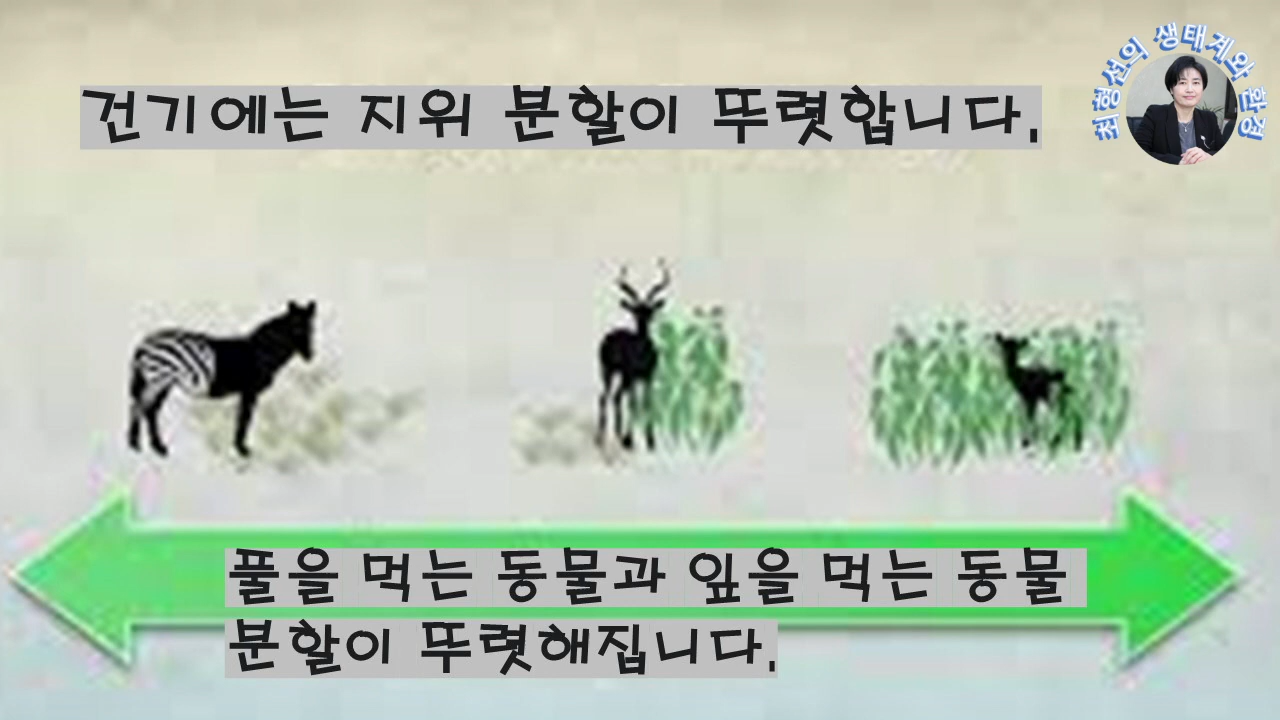 최형선의 생태계와 환경
건기에는 지위 분할이 뚜렷합니다.
풀을 먹는 동물과 잎을 먹는 동물
분할이 뚜렷해집니다.